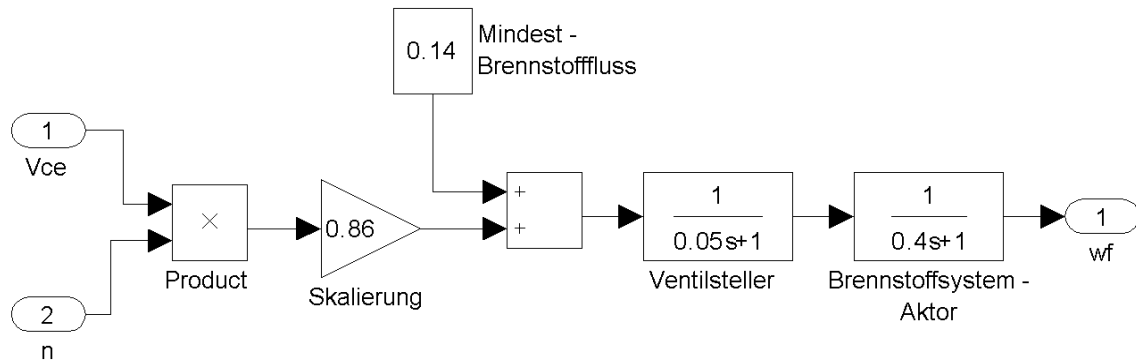 0.14
Mindest -
Brennstofffluss
1
Vce
×
Product
2
n
0.86
Skalierung
+
+
1
0.05s+1
Ventilsteller
1
0.4s+1
Brennstoffsystem -
Aktor
1
wf